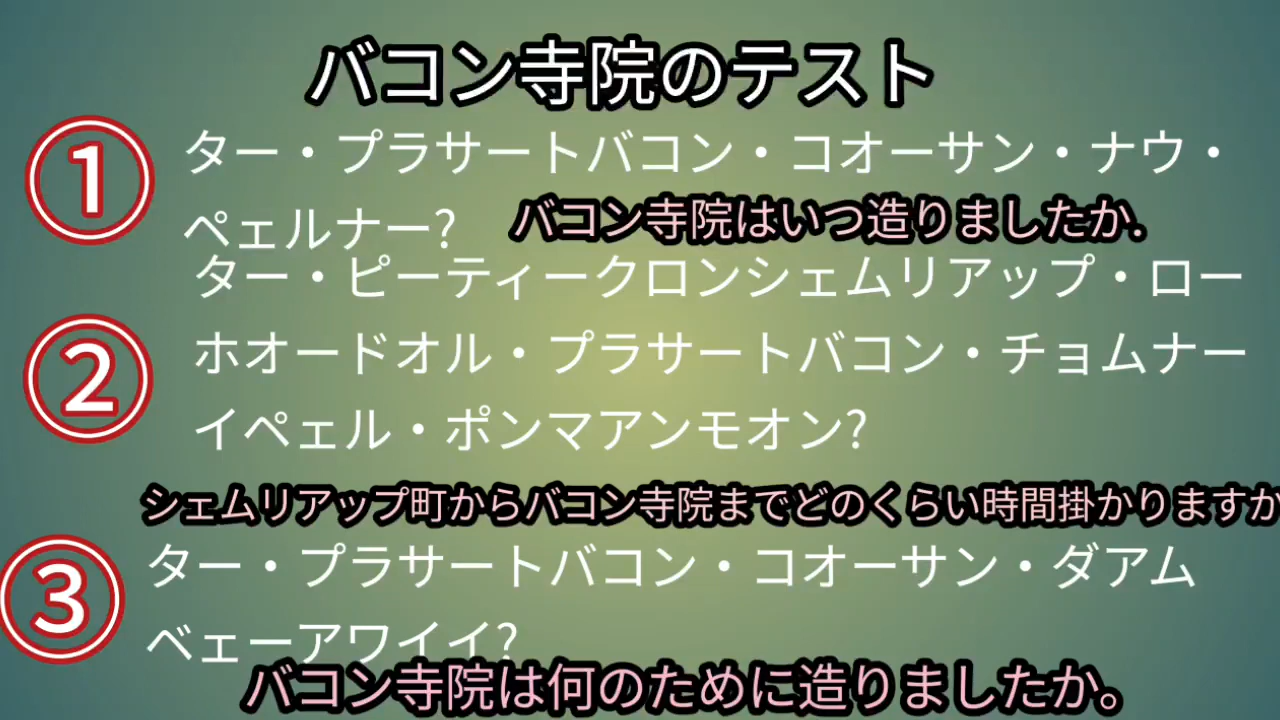 バコン寺院のテスト
① ター・プラサートバコン・コオーサン・ナウ・
ペェルナー? バコン寺院はいつ造りましたか.
ター・ピーティークロンシェムリアップ・ロー
② ホオードオル・プラサートバコン・チョムナー
イペェル・ポンマアンモオン?
シェムリアップ町からバコン寺院までどのくらい時間掛かりますか
③ ター・プラサートバコン・コオーサン・ダアム
ベェーアワイイ?
バコン寺院は何のために造りましたか。